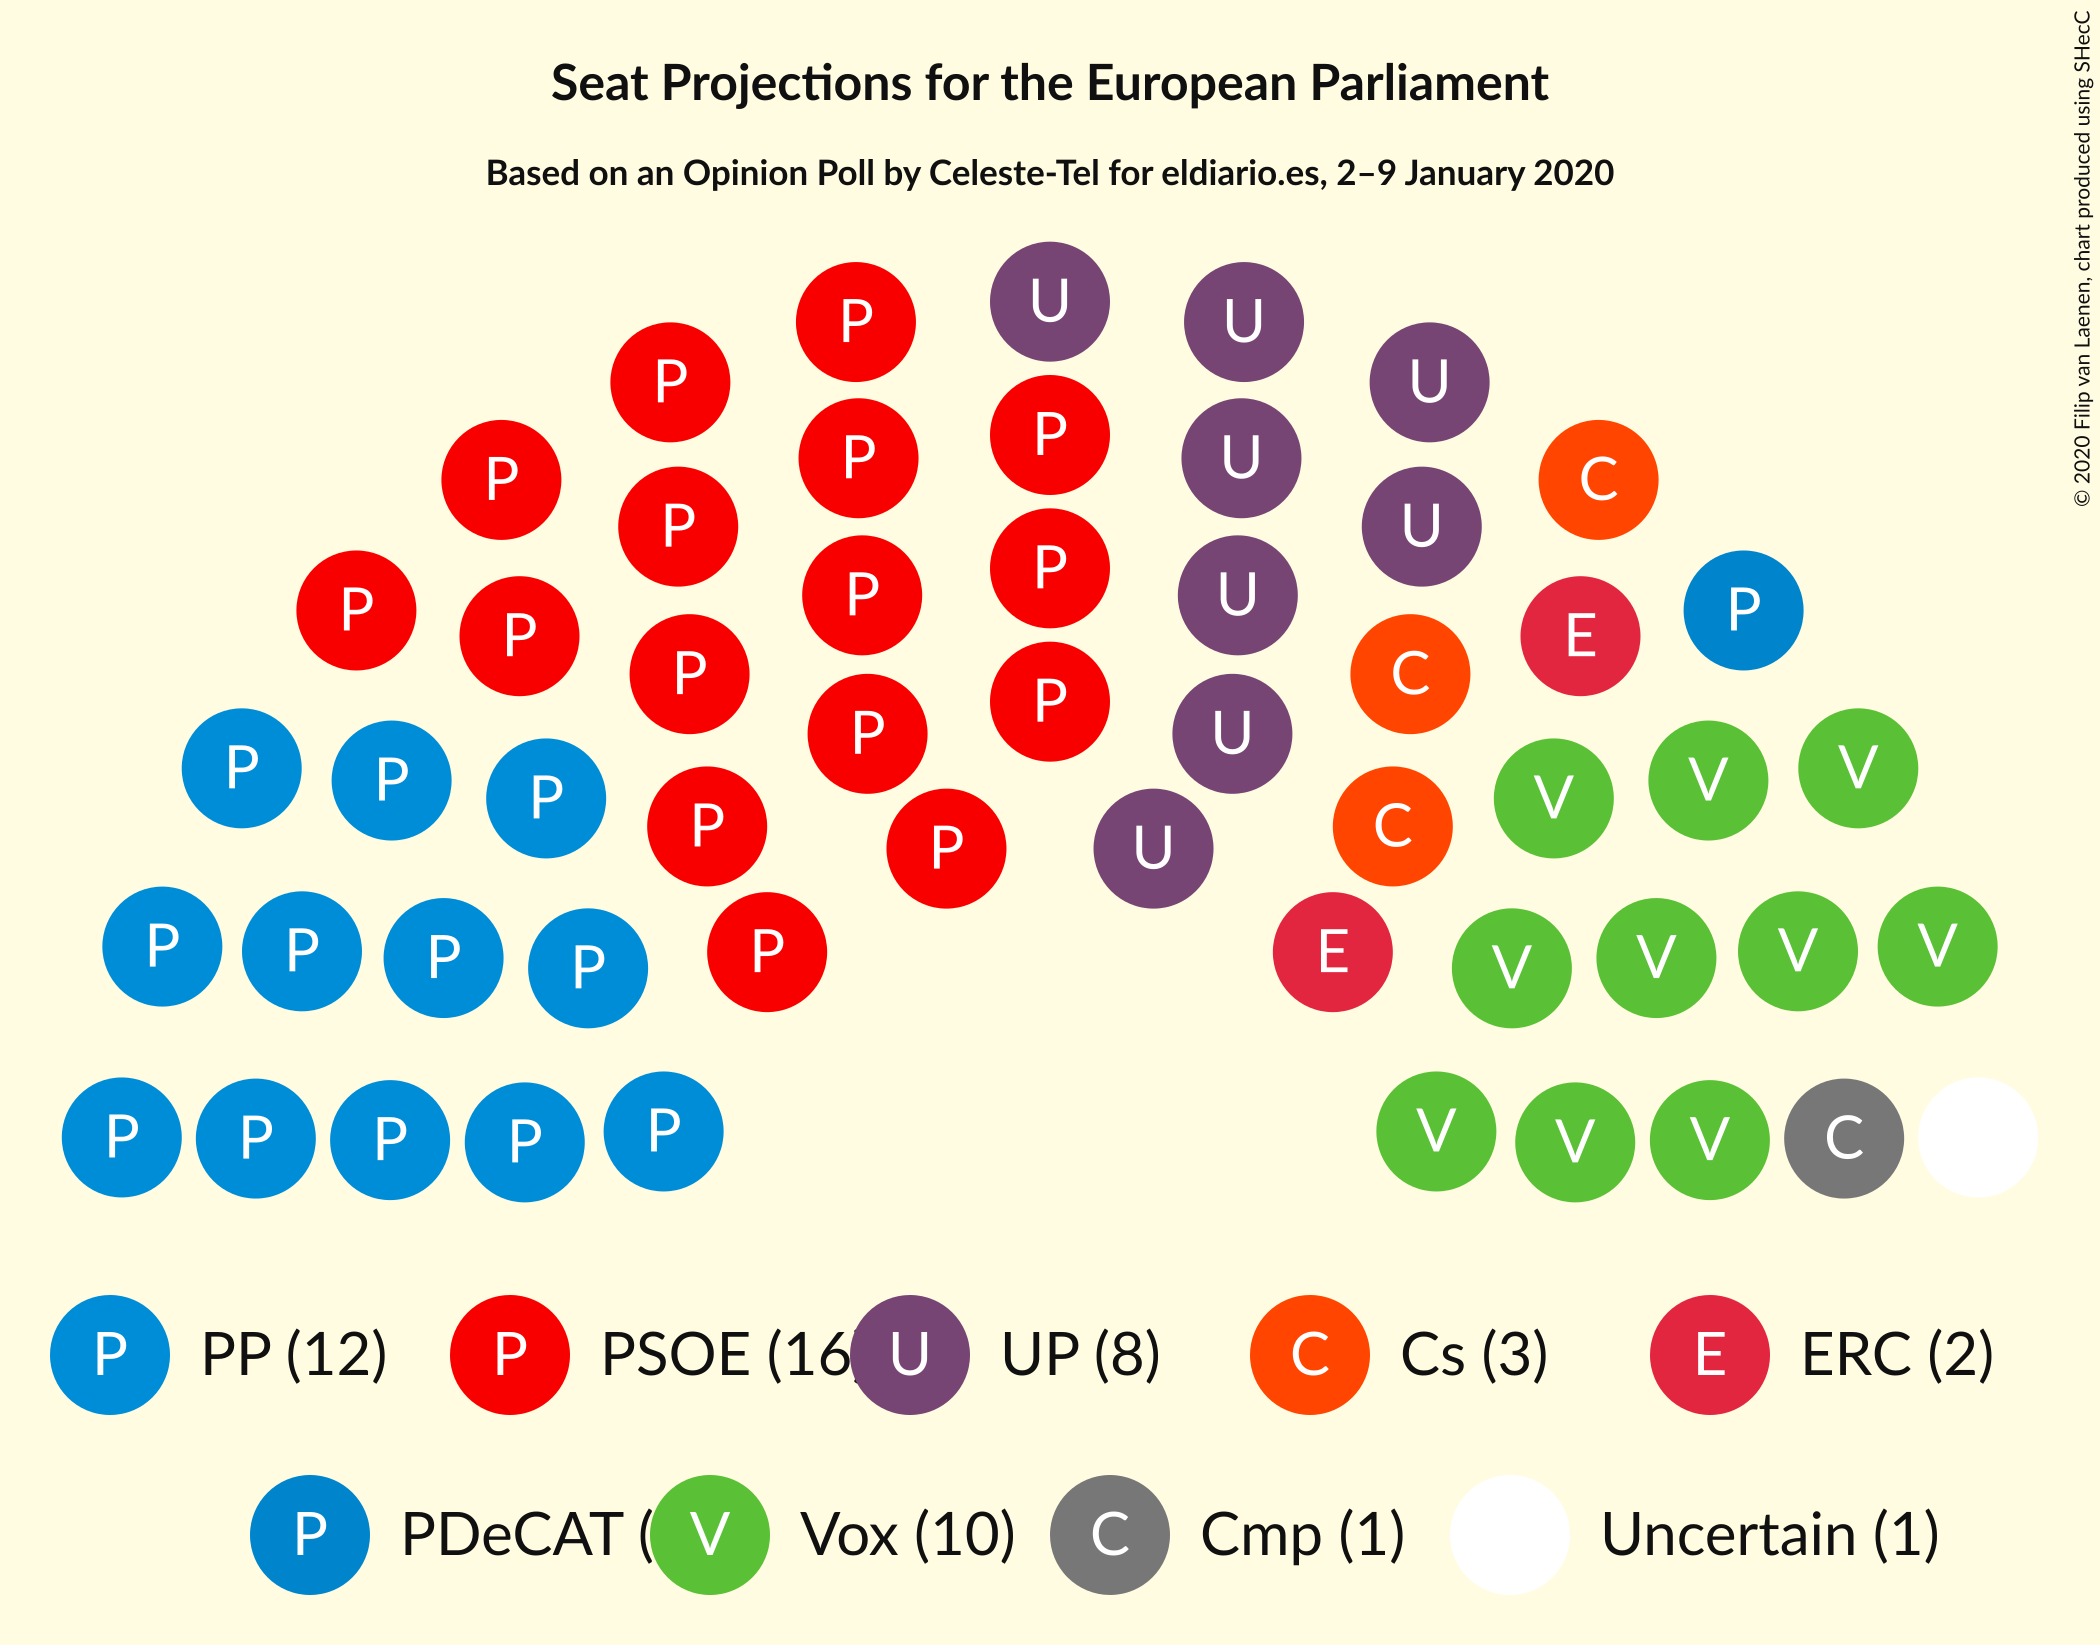 Seat Projections for the European Parliament
Based on an Opinion Poll by Celeste-Tel for eldiario.es, 2–9 January 2020
© 2020 Filip van Laenen, chart produced using SHecC
U
P U
P U
P
P
P U
P C
P
P U
P
P U
P
P E
P
P U
P C
P
P U
P V
P V
P V
P C
P U
P V
P V
P V
P V
P E
P
P V
P V
P V
P C
P
PP (12)
P
PSOE (16
U
UP (8)
C
Cs (3)
E
ERC (2)
P
PDeCAT (
V
Vox (10)
C
Cmp (1)
Uncertain (1)